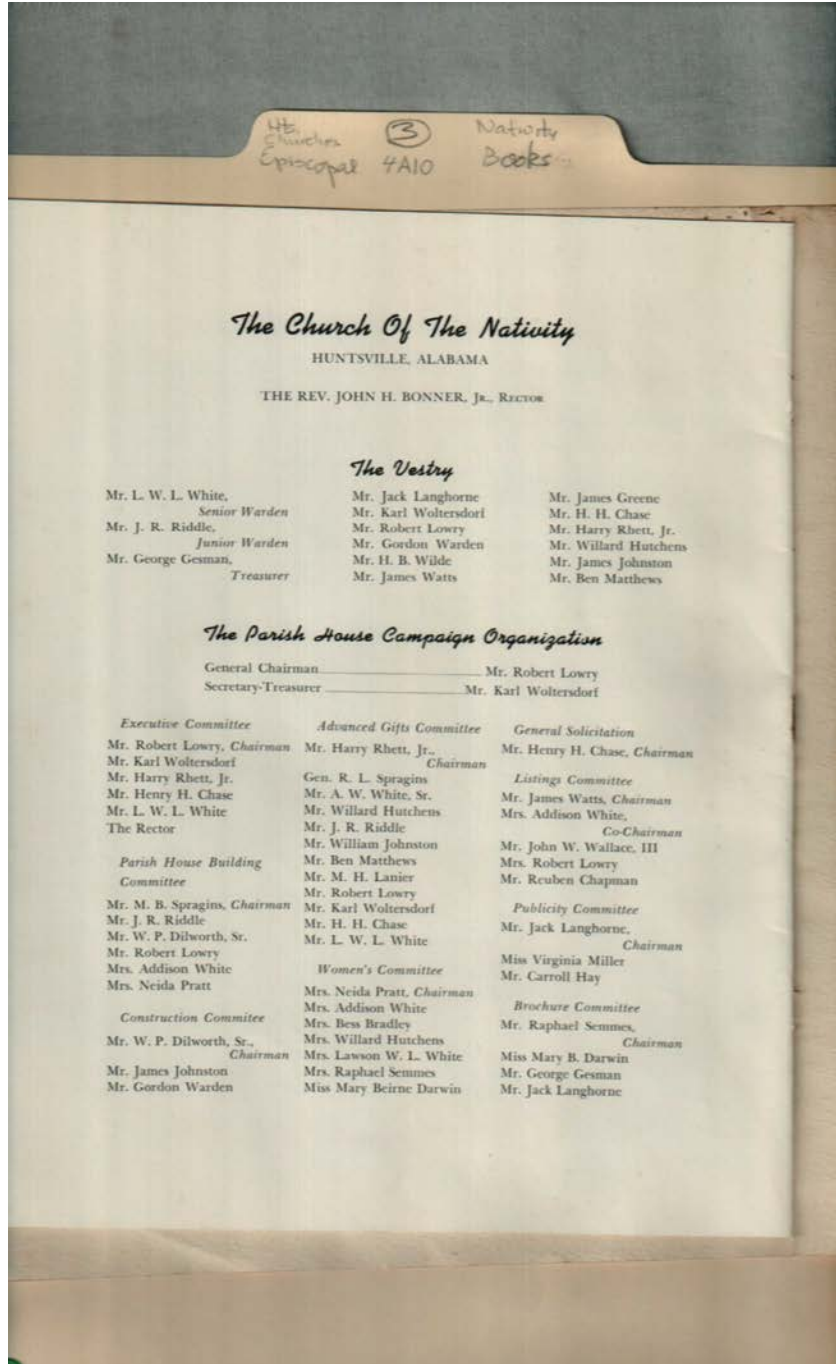 Ht.
Churches
Episcopal
3
4A10
Nativity
Books
The Church Of The Nativity
HUNTSVILLE, ALABAMA
THE REV. JOHN H. BONNER, JR., RECTOR
The Vestry
Mr. L. W. L. White,
Senior Warden
Mr. J. R. Riddle,
Junior Warden
Mr. George Gesman,
Treasurer
Mr. Jack Langhorne
Mr. Karl Woltersdorf
Mr. Robert Lowry
Mr. Gordon Warden
Mr. H. B. Wilde
Mr. James Watts
Mr. James Greene
Mr. H. H. Chase
Mr. Harry Rhett, Jr.
Mr. Willard Hutchens
Mr. James Johnston
Mr. Ben Matthews
The Parish House Campaign Organization
General Chairman Mr. Robert Lowry
Secretary-Treasurer Mr. Karl Woltersdorf
Executive Committee
Mr. Robert Lowry, Chairman
Mr. Karl Woltersdorf
Mr. Harry Rhett, Jr.
Mr. Henry H. Chase
Mr. L. W. L. White
The Rector
Parish House Building
Committee
Mr. M. B. Spragins, Chairman
Mr. J. R. Riddle
Mr. W. P. Dilworth, Sr.
Mr. Robert Lowry
Mrs. Addison White
Mrs. Neida Pratt
Construction Commitee
Mr. W. P. Dilworth, Sr.,
Chairman
Mr. James Johnston
Mr. Gordon Warden
Advanced Gifts Committee
Mr. Harry Rhett, Jr.,
Chairman
Gen. R. L. Spragins
Mr. A. W. White, Sr.
Mr. Willard Hutchens
Mr. J. R. Riddle
Mr. William Johnston
Mr. Ben Matthews
Mr. M. H. Lanier
Mr. Robert Lowry
Mr. Karl Woltersdorf
Mr. H. H. Chase
Mr. L. W. L. White
Women's Committee
Mrs. Neida Pratt, Chairman
Mrs. Addison White
Mrs. Bess Bradley
Mrs. Willard Hutchens
Mrs. Lawson W. L. White
Mrs. Raphael Semmes
Miss Mary Beirne Darwin
General Solicitation
Mr. Henry H. Chase, Chairman
Listings Committee
Mr. James Watts, Chairman
Mrs. Addison White,
Co-Chairman
Mr. John W. Wallace, III
Mrs. Robert Lowry
Mr. Reuben Chapman
Publicity Committee
Mr. Jack Langhorne,
Chairman
Miss Virginia Miller
Mr. Carroll Hay
Brochure Committee
Mr. Raphael Semmes,
Chairman
Miss Mary B. Darwin
Mr. George Gesman
Mr. Jack Langhorne